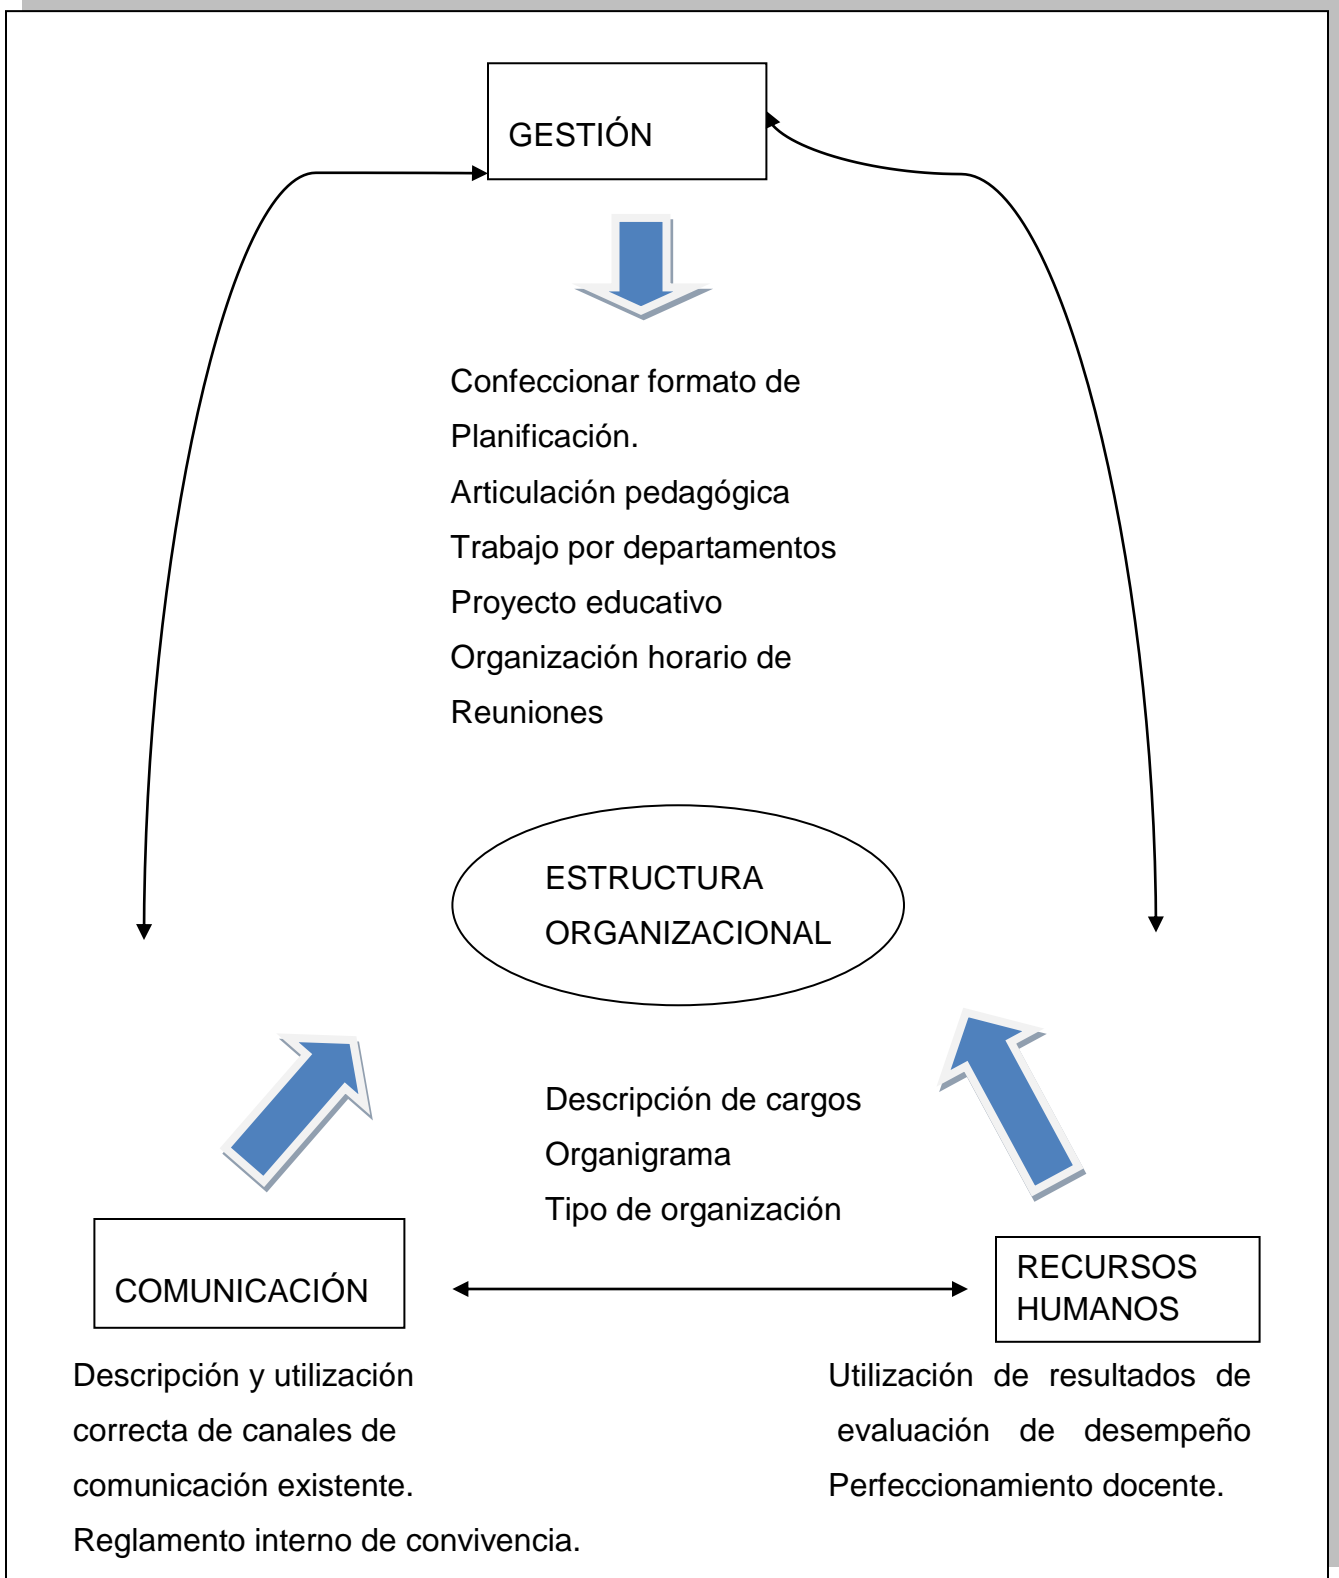 GESTIÓN
Confeccionar formato de
Planificación.
Articulación pedagógica
Trabajo por departamentos
Proyecto educativo
Organización horario de
Reuniones
ESTRUCTURA
ORGANIZACIONAL
Descripción de cargos
Organigrama
Tipo de organización
COMUNICACIÓN
RECURSOS
HUMANOS
Descripción y utilización
correcta de canales de
comunicación existente.
Reglamento interno de convivencia.
Utilización de resultados de
evaluación de desempeño
Perfeccionamiento docente.